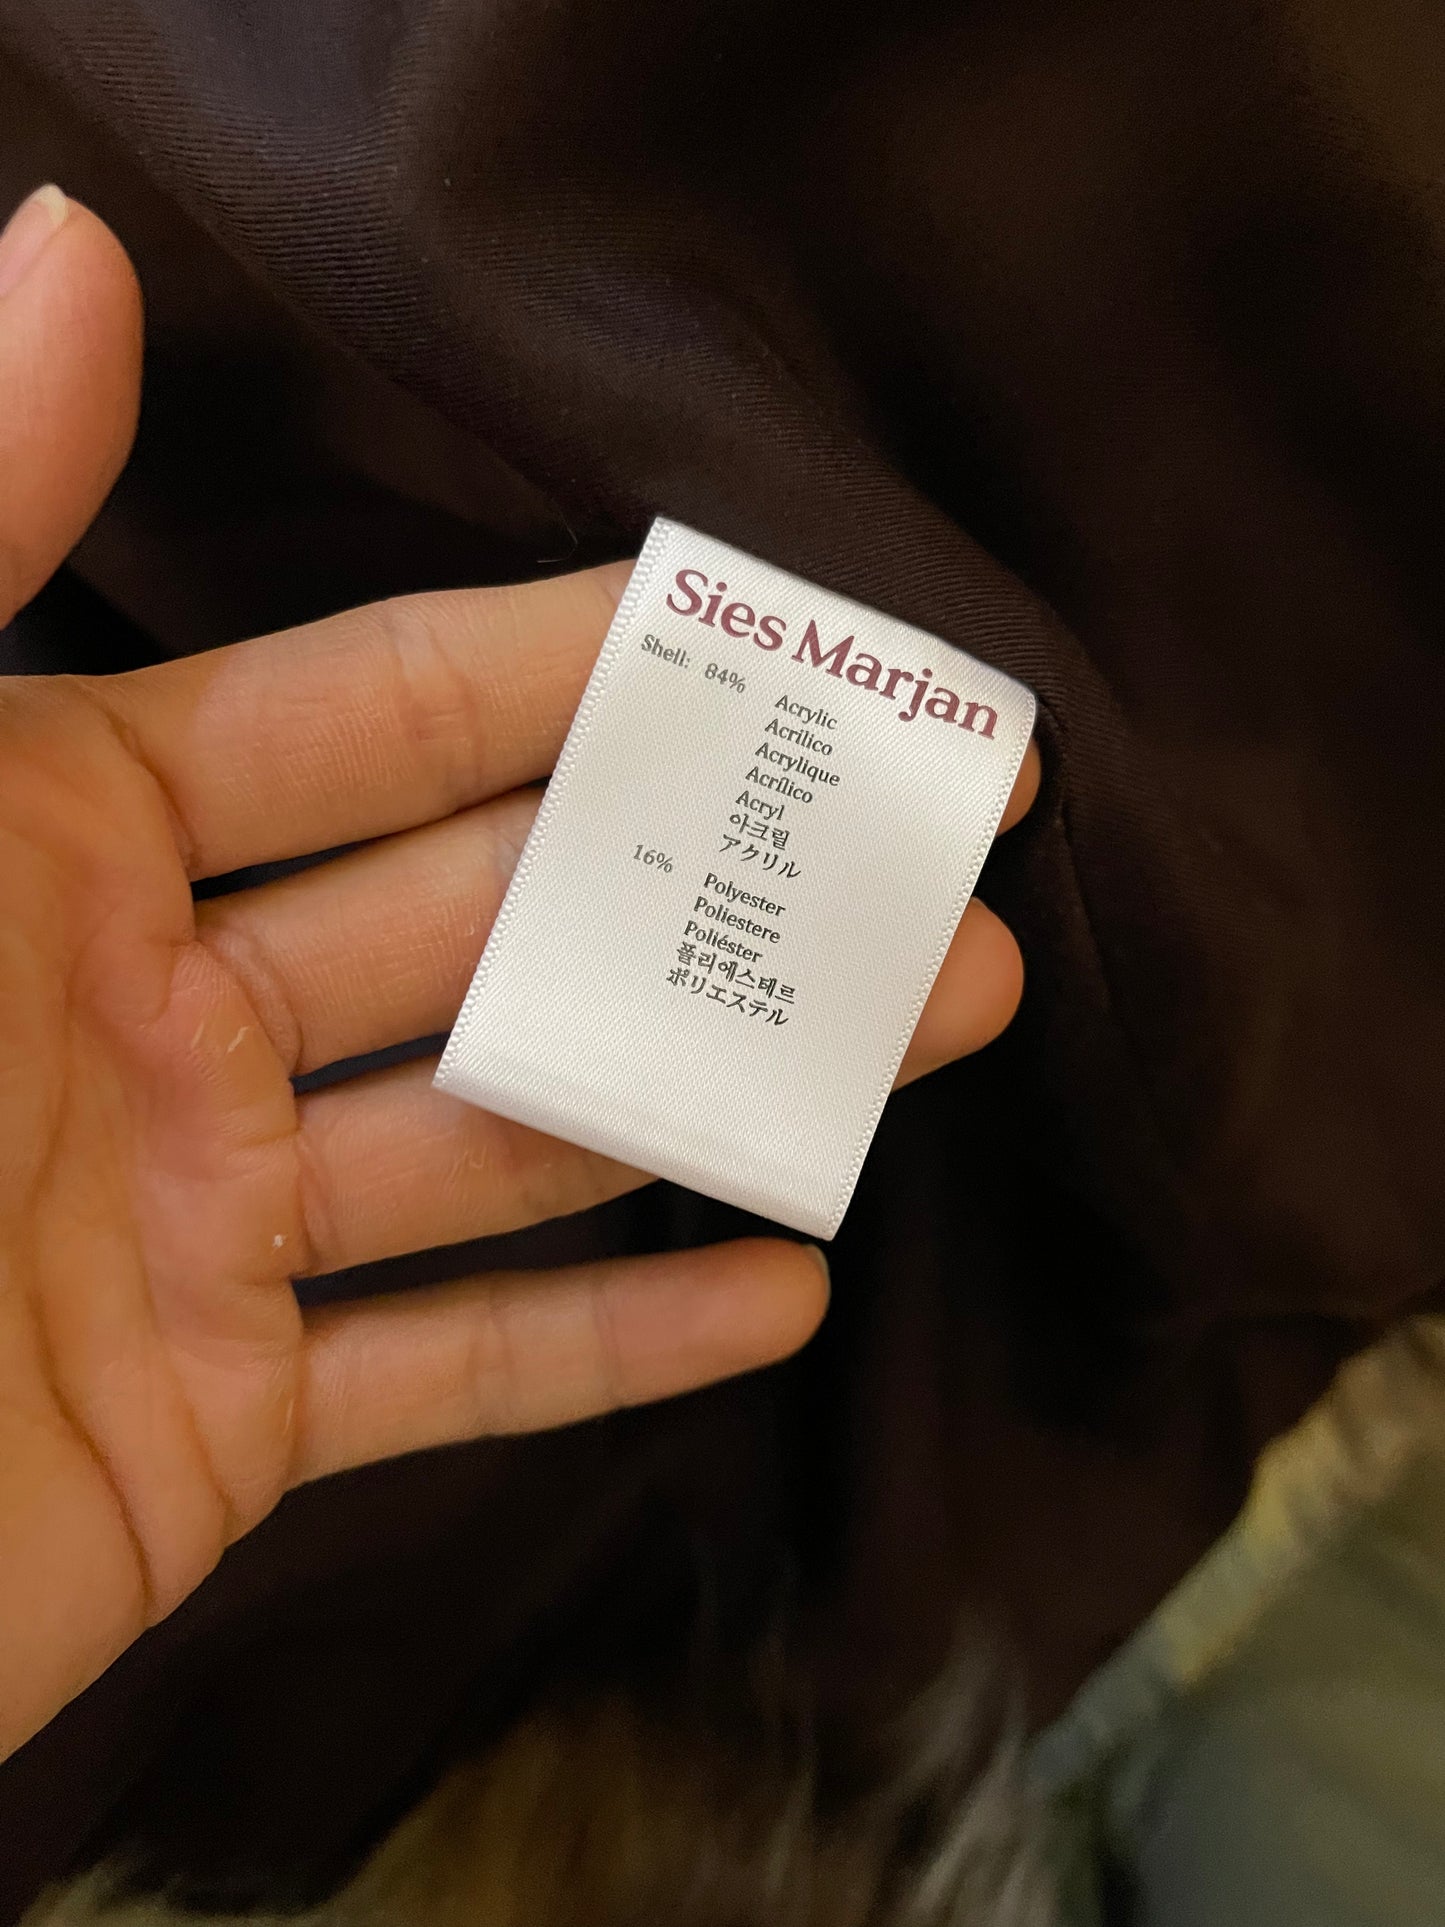 Sies Marjan
Shell: 84% Acrylic
Acrilico
Acrylique
Acrílico
Acryl
아크릴
アクリル
16% Polyester
Poliestere
Poliéster
폴리에스테르
ポリエステル